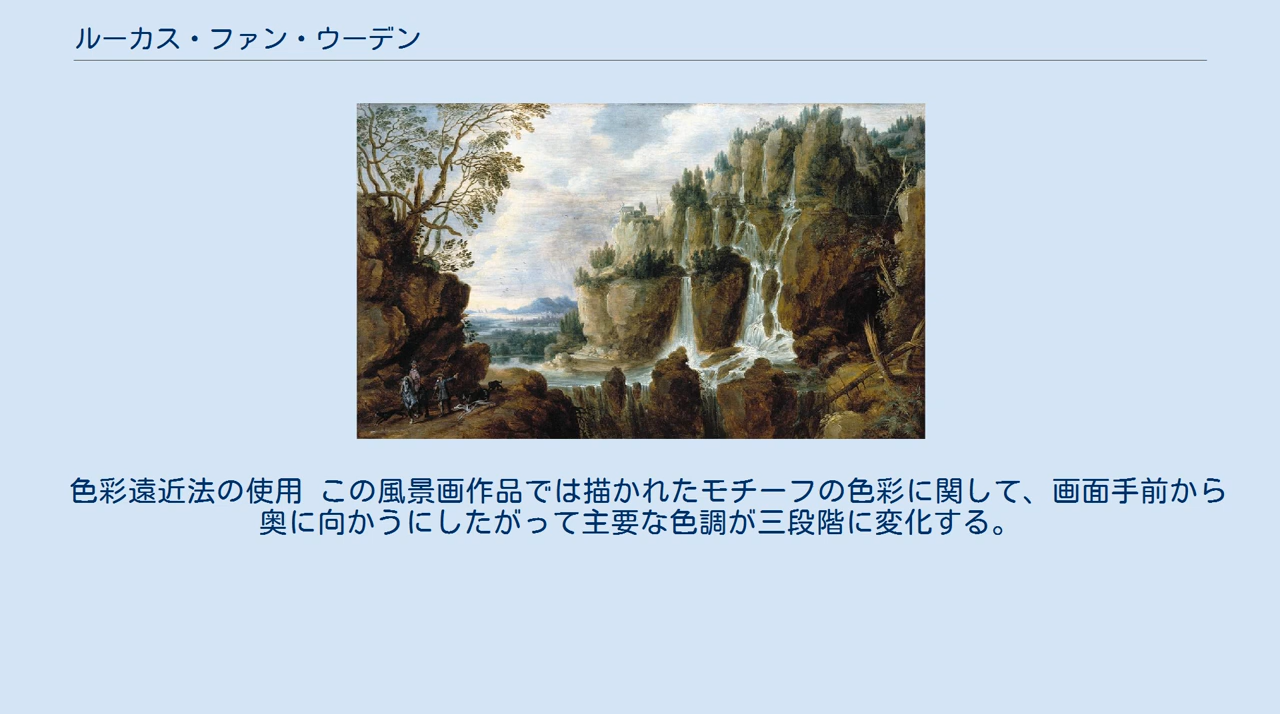 ルーカス・ファン・ウーデン
色彩遠近法の使用 この風景画作品では描かれたモチーフの色彩に関して、画面手前から
奥に向かうにしたがって主要な色調が三段階に変化する。